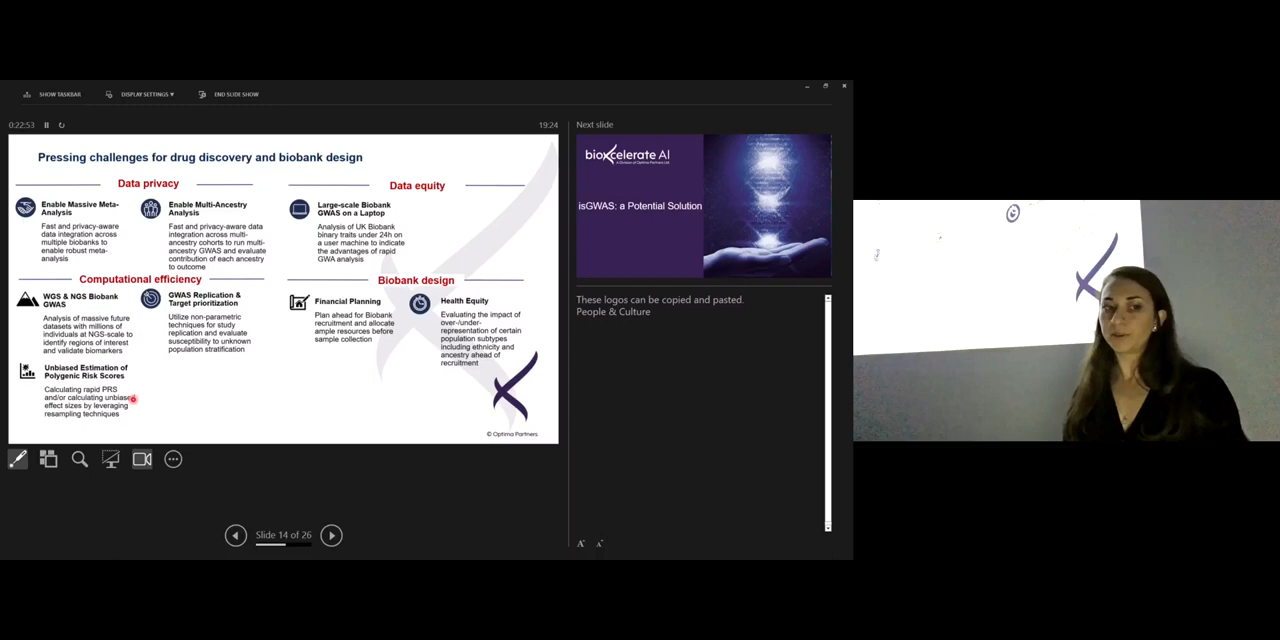 SHOW TASKBAR
DISPLAY SETTINGS ▼
END SLIDE SHOW
0:22:53
19:24
Pressing challenges for drug discovery and biobank design
Data privacy
Enable Massive Meta-
Analysis
Fast and privacy-aware
data integration across
multiple biobanks to
enable robust meta-
analysis
Enable Multi-Ancestry
Analysis
Fast and privacy-aware data
integration across multi-
ancestry cohorts to run multi-
ancestry GWAS and evaluate
contribution of each ancestry
to outcome
Data equity
Large-scale Biobank
GWAS on a Laptop
Analysis of UK Biobank
binary traits under 24h on
a user machine to indicate
the advantages of rapid
GWA analysis
Computational efficiency
WGS & NGS Biobank
GWAS
Analysis of massive future
datasets with millions of
individuals at NGS-scale to
identify regions of interest
and validate biomarkers
GWAS Replication &
Target prioritization
Utilize non-parametric
techniques for study
replication and evaluate
susceptibility to unknown
population stratification
Unbiased Estimation of
Polygenic Risk Scores
Calculating rapid PRS
and/or calculating unbiased
effect sizes by leveraging
resampling techniques
Biobank design
Financial Planning
Plan ahead for Biobank
recruitment and allocate
ample resources before
sample collection
Health Equity
Evaluating the impact of
over-/under-
representation of certain
population subtypes
including ethnicity and
ancestry ahead of
recruitment
© Optima Partners
Slide 14 of 26
Next slide
bioxcelerate AI
A Division of Optima Partners Ltd
isGWAS: a Potential Solution
These logos can be copied and pasted.
People & Culture
A A